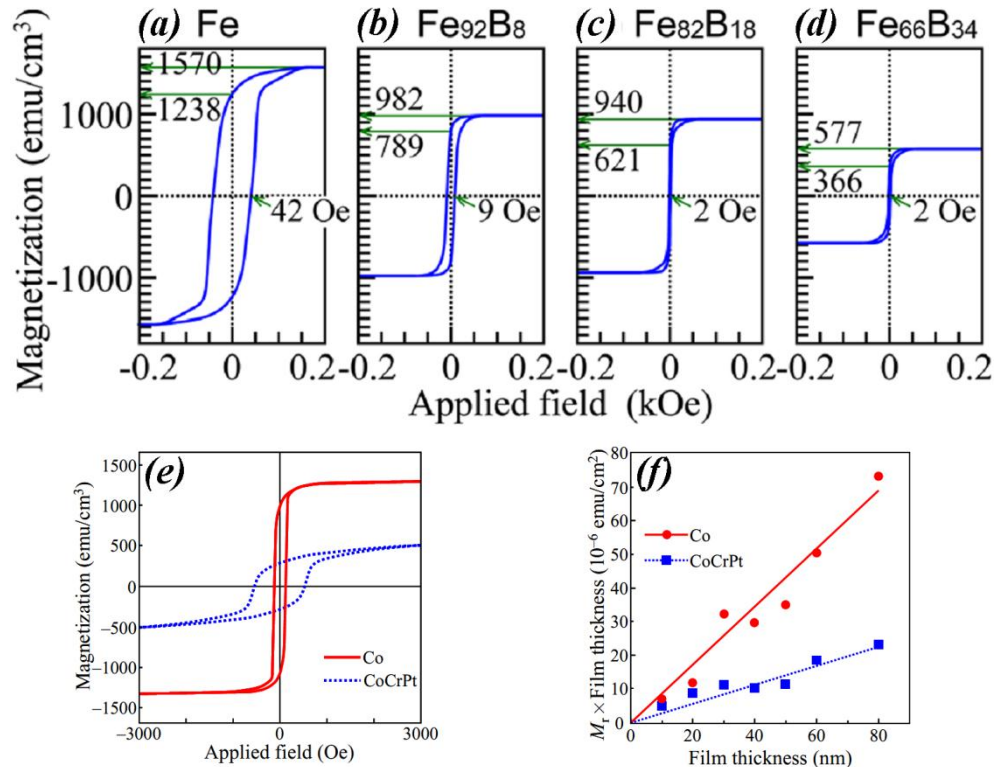 (a) Fe
(b) Fe92B8
(c) Fe82B18
(d) Fe66B34
Magnetization (emu/cm3)
1000
0
-1000
1570
1238
42 Oe
982
789
9 Oe
940
621
2 Oe
577
366
2 Oe
-0.2 0 0.2
-0.2 0 0.2
-0.2 0 0.2
-0.2 0 0.2
Applied field (kOe)
(e)
Magnetization (emu/cm3)
1500
1000
500
0
−500
−1000
−1500
Co
CoCrPt
−3000 0 3000
Applied field (Oe)
(f)
Mr × Film thickness (10−6 emu/cm2)
80
70
60
50
40
30
20
10
0
Co
CoCrPt
0 20 40 60 80
Film thickness (nm)